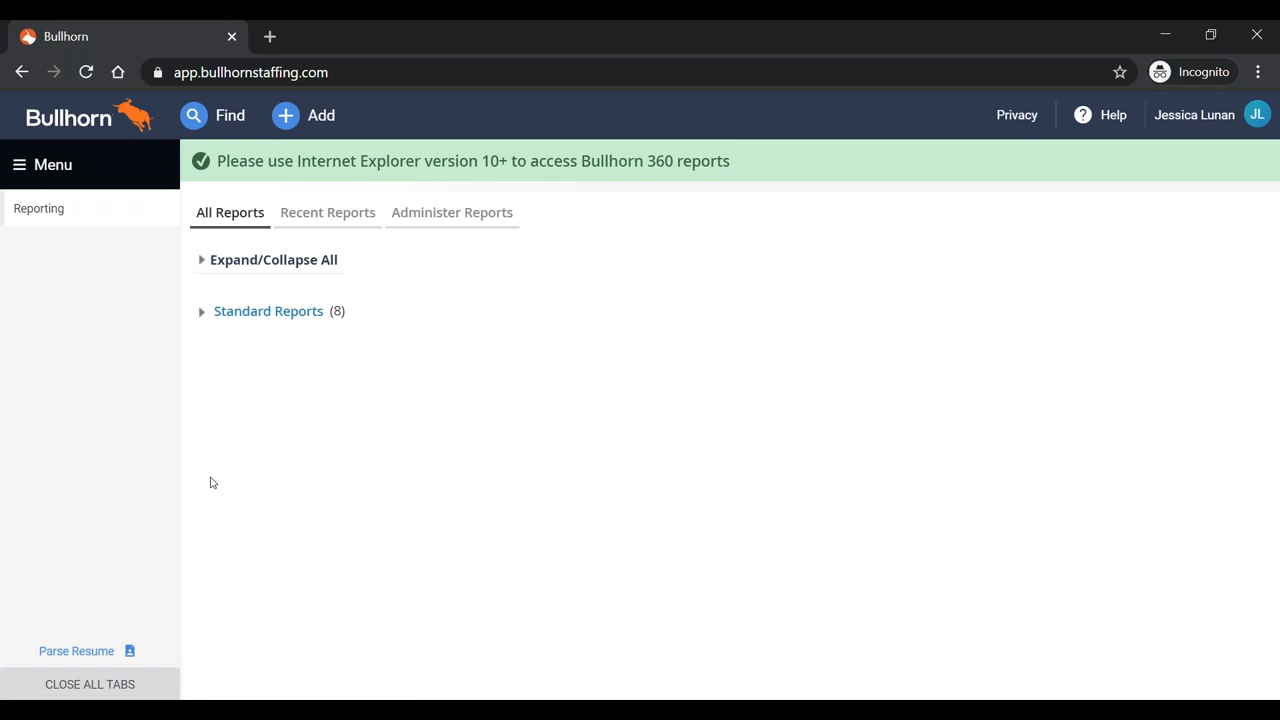 Bullhorn
app.bullhornstaffing.com
Incognito
Bullhorn
Find
Add
Privacy
Help
Jessica Lunan
JL
Menu
Please use Internet Explorer version 10+ to access Bullhorn 360 reports
Reporting
All Reports
Recent Reports
Administer Reports
Expand/Collapse All
Standard Reports (8)
Parse Resume
CLOSE ALL TABS